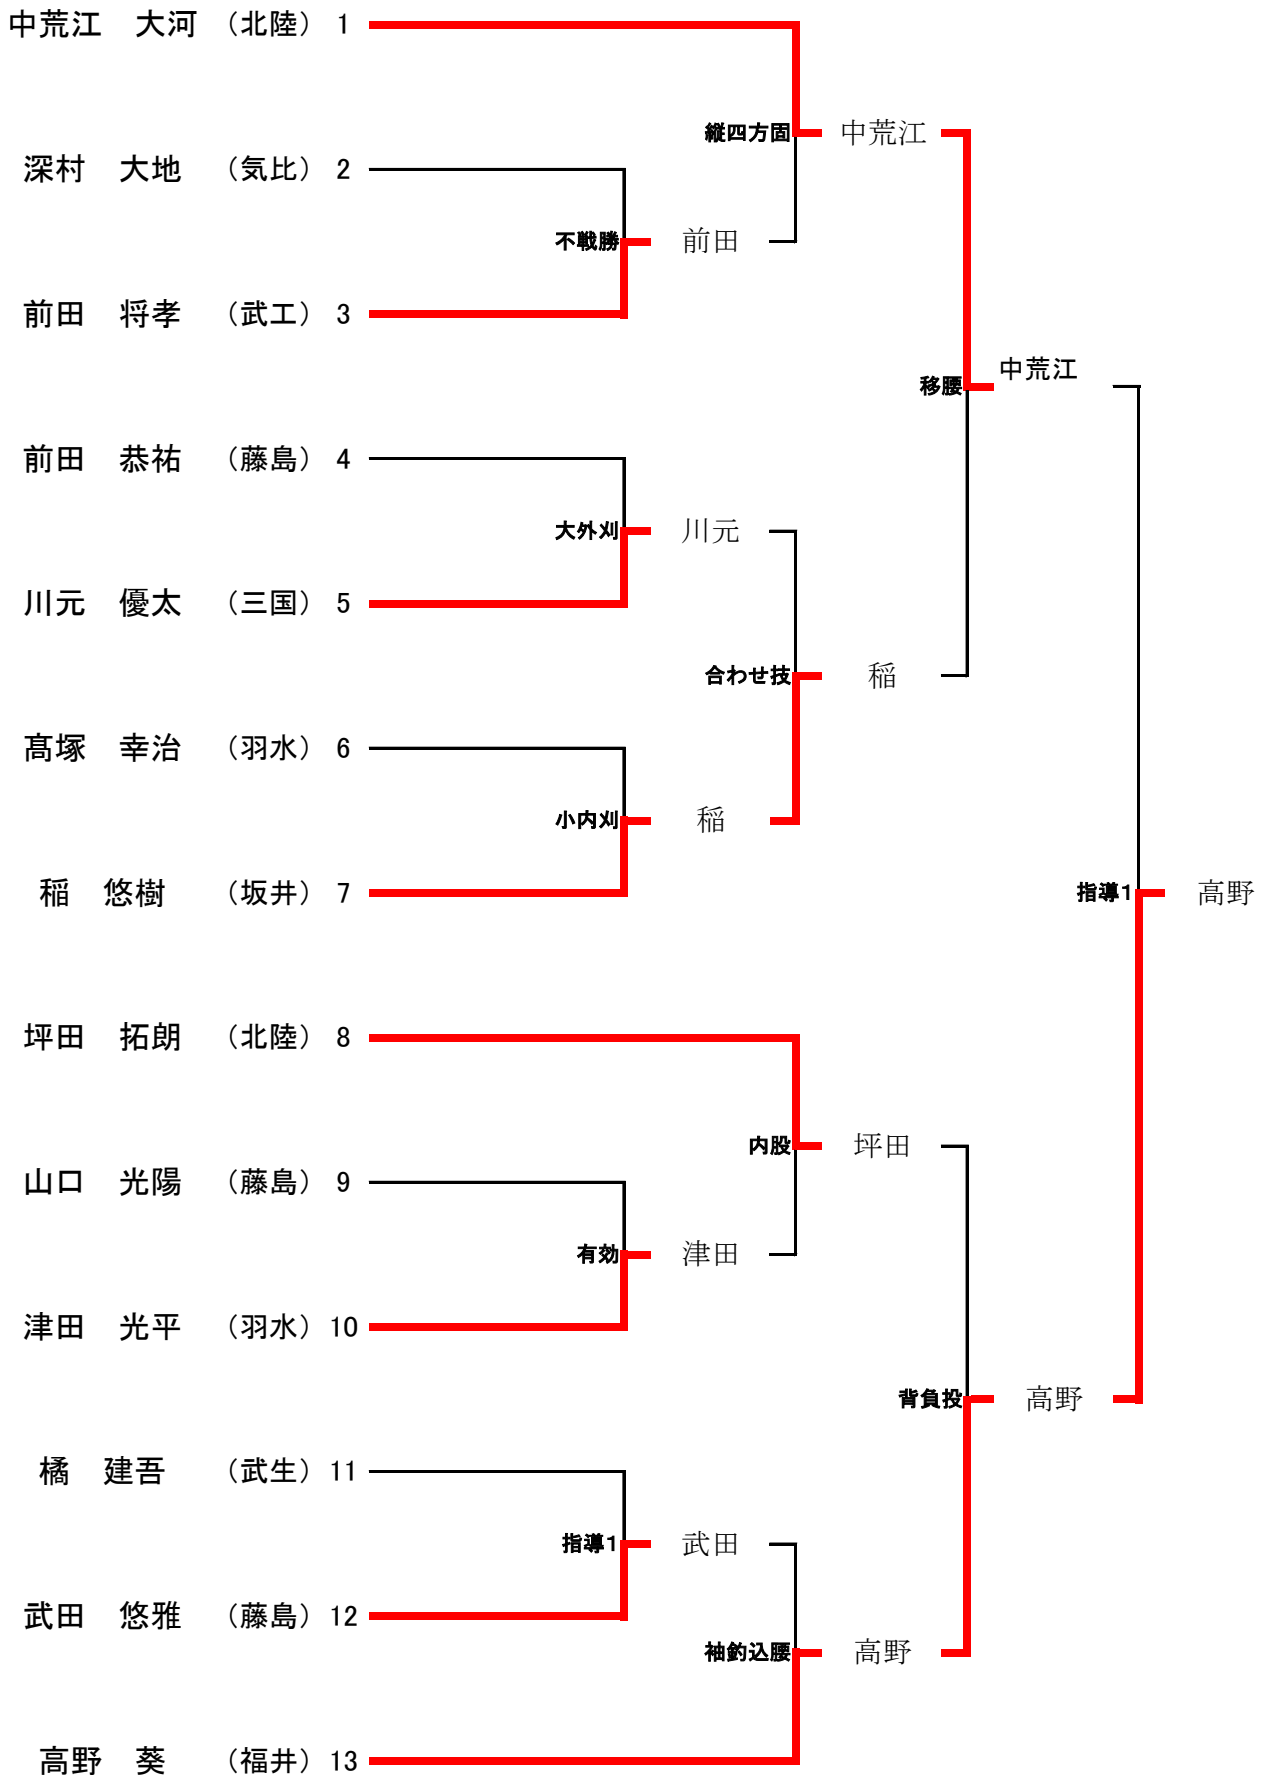 中荒江　大河 （北陸） 1
縦四方固 中荒江
深村　大地 （気比） 2
不戦勝 前田
前田　将孝 （武工） 3
移腰 中荒江
前田　恭祐 （藤島） 4
大外刈 川元
川元　優太 （三国） 5
合わせ技 稲
髙塚　幸治 （羽水） 6
小内刈 稲
稲　悠樹 （坂井） 7
指導1 高野
坪田　拓朗 （北陸） 8
内股 坪田
山口　光陽 （藤島） 9
有効 津田
津田　光平 （羽水） 10
背負投 高野
橘　建吾 （武生） 11
指導1 武田
武田　悠雅 （藤島） 12
袖釣込腰 高野
高野　葵 （福井） 13